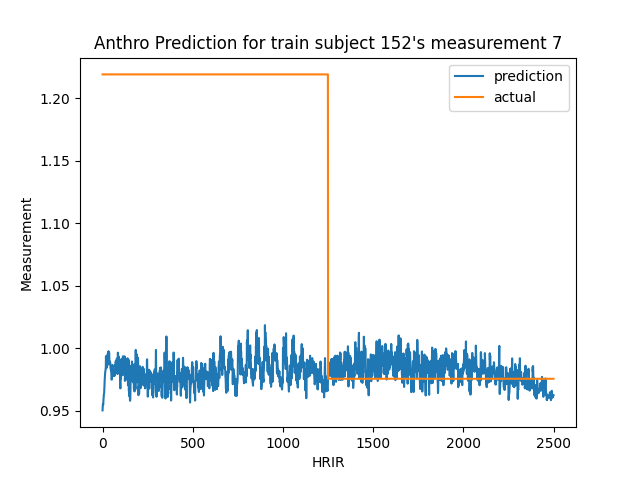 Anthro Prediction for train subject 152's measurement 7
prediction
actual
Measurement
1.20
1.15
1.10
1.05
1.00
0.95
0
500
1000
1500
2000
2500
HRIR